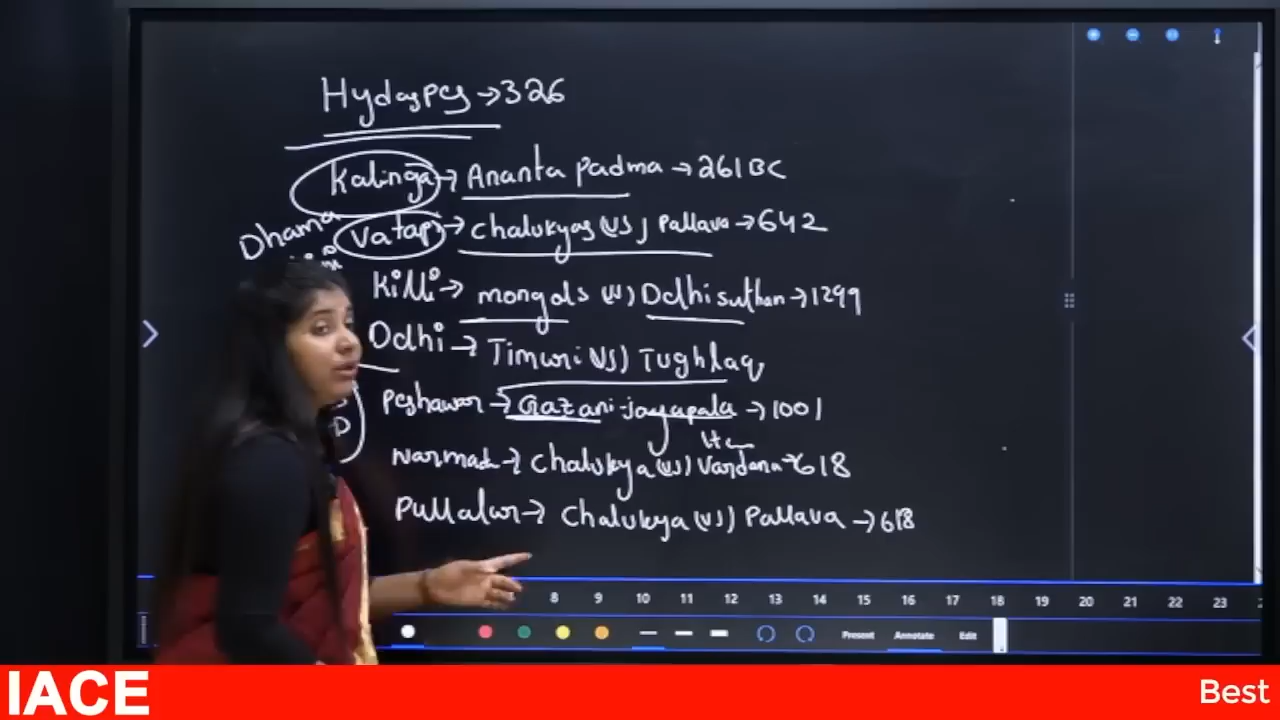 Hydaspes → 326
Kalinga → Ananta padma → 261 BC
Dhama
Vatapi → Chalukyas (vs) Pallava → 642
Killi → mongols (vs) Delhi sulthan → 1299
Delhi → Timuri (vs) Tughlaq
D
Peshawar → Gazani - jayapala → 1001
Narmada → Chalukya (vs) Vardana → 618
Pullalur → Chalukya (vs) Pallava → 618
8 9 10 11 12 13 14 15 16 17 18 19 20 21 22 23
Present Annotate Edit
IACE
Best